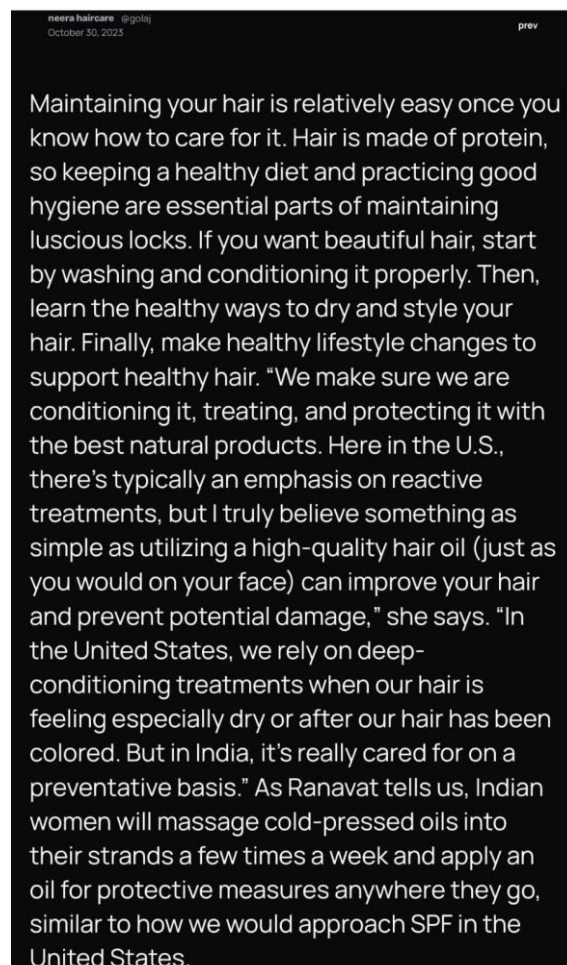 neera haircare @golaj
October 30, 2023
prev
Maintaining your hair is relatively easy once you
know how to care for it. Hair is made of protein,
so keeping a healthy diet and practicing good
hygiene are essential parts of maintaining
luscious locks. If you want beautiful hair, start
by washing and conditioning it properly. Then,
learn the healthy ways to dry and style your
hair. Finally, make healthy lifestyle changes to
support healthy hair. “We make sure we are
conditioning it, treating, and protecting it with
the best natural products. Here in the U.S.,
there’s typically an emphasis on reactive
treatments, but I truly believe something as
simple as utilizing a high-quality hair oil (just as
you would on your face) can improve your hair
and prevent potential damage,” she says. “In
the United States, we rely on deep-
conditioning treatments when our hair is
feeling especially dry or after our hair has been
colored. But in India, it’s really cared for on a
preventative basis.” As Ranavat tells us, Indian
women will massage cold-pressed oils into
their strands a few times a week and apply an
oil for protective measures anywhere they go,
similar to how we would approach SPF in the
United States.